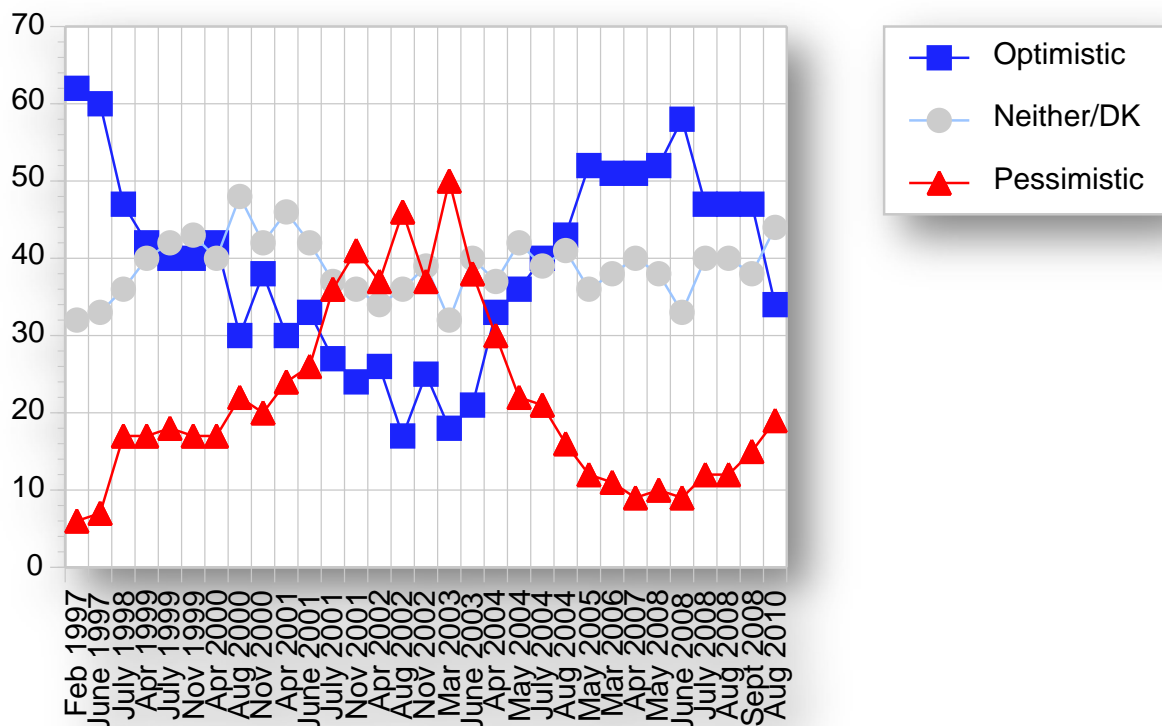 70
60
50
40
30
20
10
0
Feb 1997
June 1997
July 1998
Apr 1999
July 1999
Nov 1999
Apr 2000
Aug 2000
Nov 2000
Apr 2001
June 2001
July 2001
Nov 2001
Apr 2002
Aug 2002
Nov 2002
Mar 2003
June 2003
Apr 2004
May 2004
July 2004
Aug 2004
May 2005
Mar 2006
Apr 2007
May 2008
June 2008
July 2008
Aug 2008
Sept 2008
Aug 2010
Optimistic
Neither/DK
Pessimistic